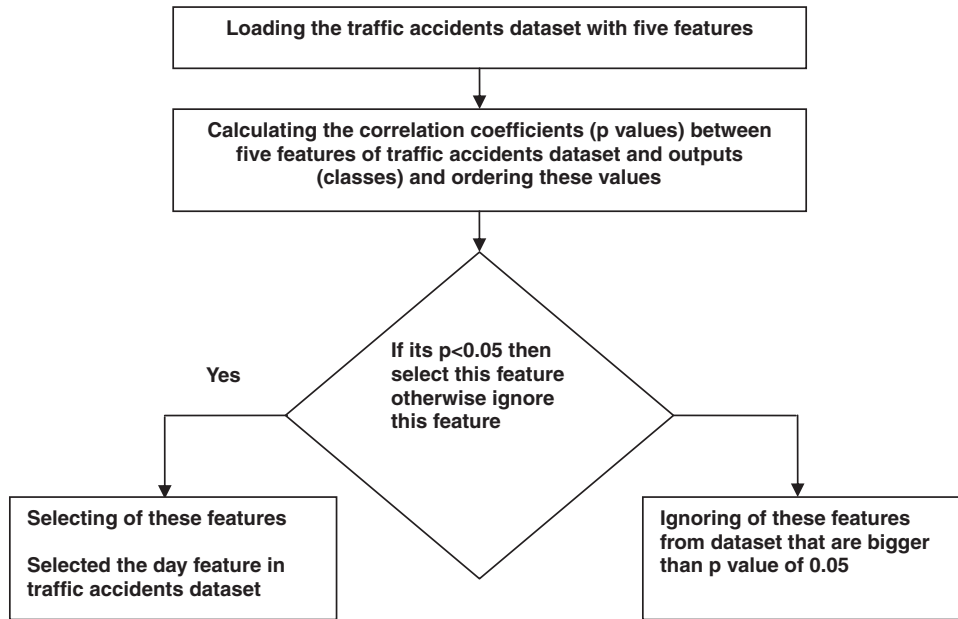 Loading the traffic accidents dataset with five features
Calculating the correlation coefficients (p values) between
five features of traffic accidents dataset and outputs
(classes) and ordering these values
If its p<0.05 then
select this feature
otherwise ignore
this feature
Yes
Selecting of these features
Selected the day feature in
traffic accidents dataset
Ignoring of these features
from dataset that are bigger
than p value of 0.05